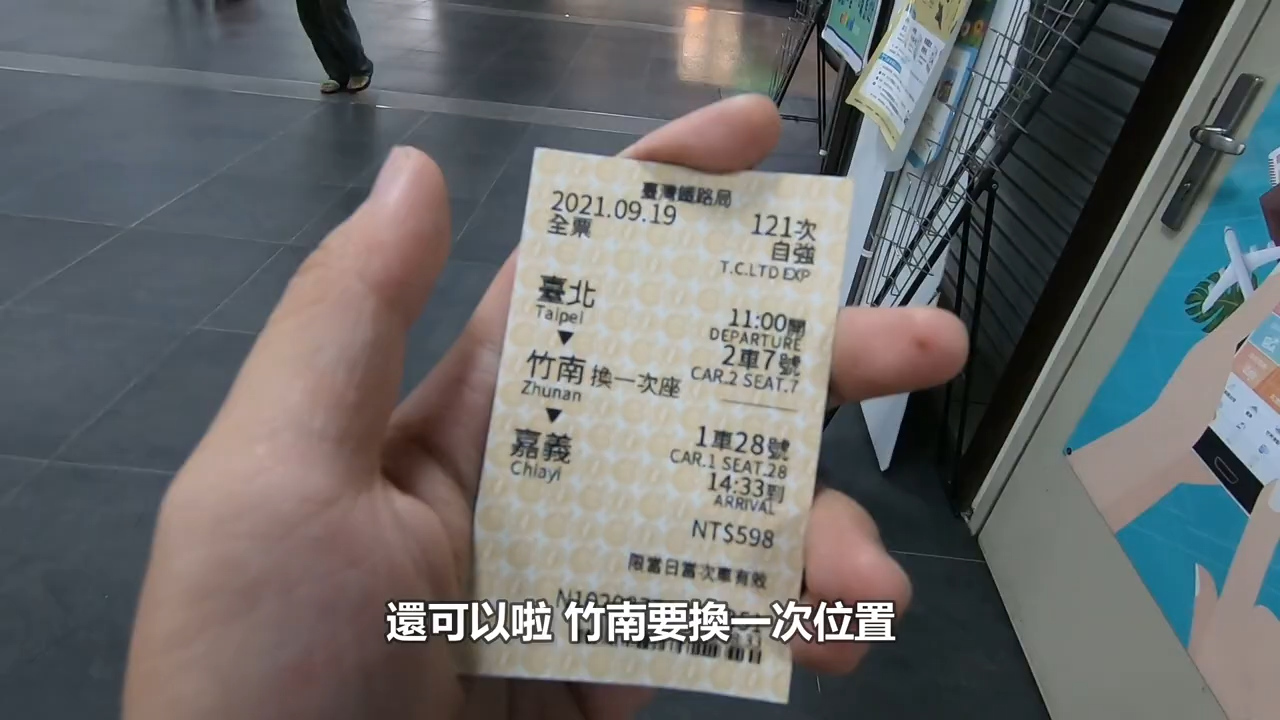 臺灣鐵路局
2021.09.19
121次
全票
自強
T.C.LTD EXP
臺北
Taipei
11:00開
DEPARTURE
2車7號
CAR.2 SEAT.7
竹南 換一次座
Zhunan
1車28號
CAR.1 SEAT.28
嘉義
Chiayi
14:33到
ARRIVAL
NT$598
限當日當次車有效
還可以啦 竹南要換一次位置